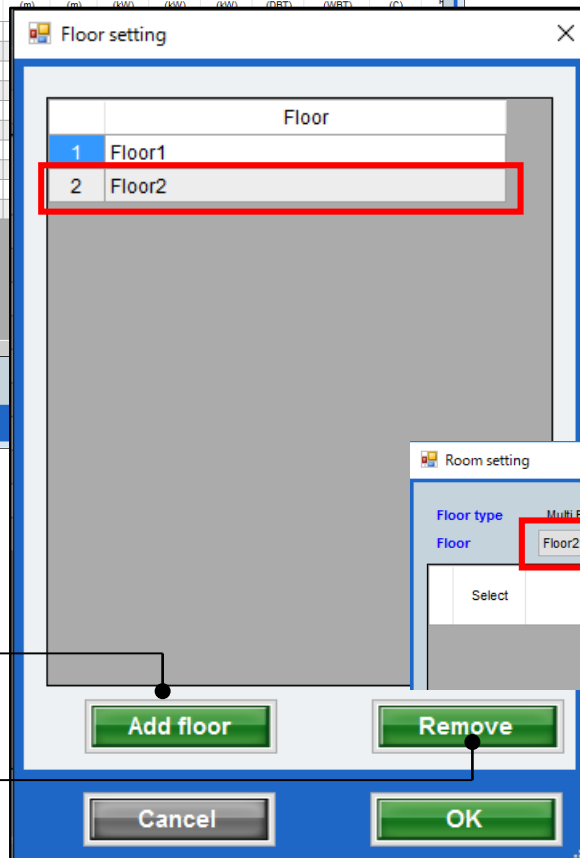 (m) (m) (kW) (kW) (kW) (DBT) (WBT) (C)
Floor setting
Floor
1 Floor1
2 Floor2
Room setting
Floor type Multi
Floor Floor2
Select
Add floor Remove
Cancel OK